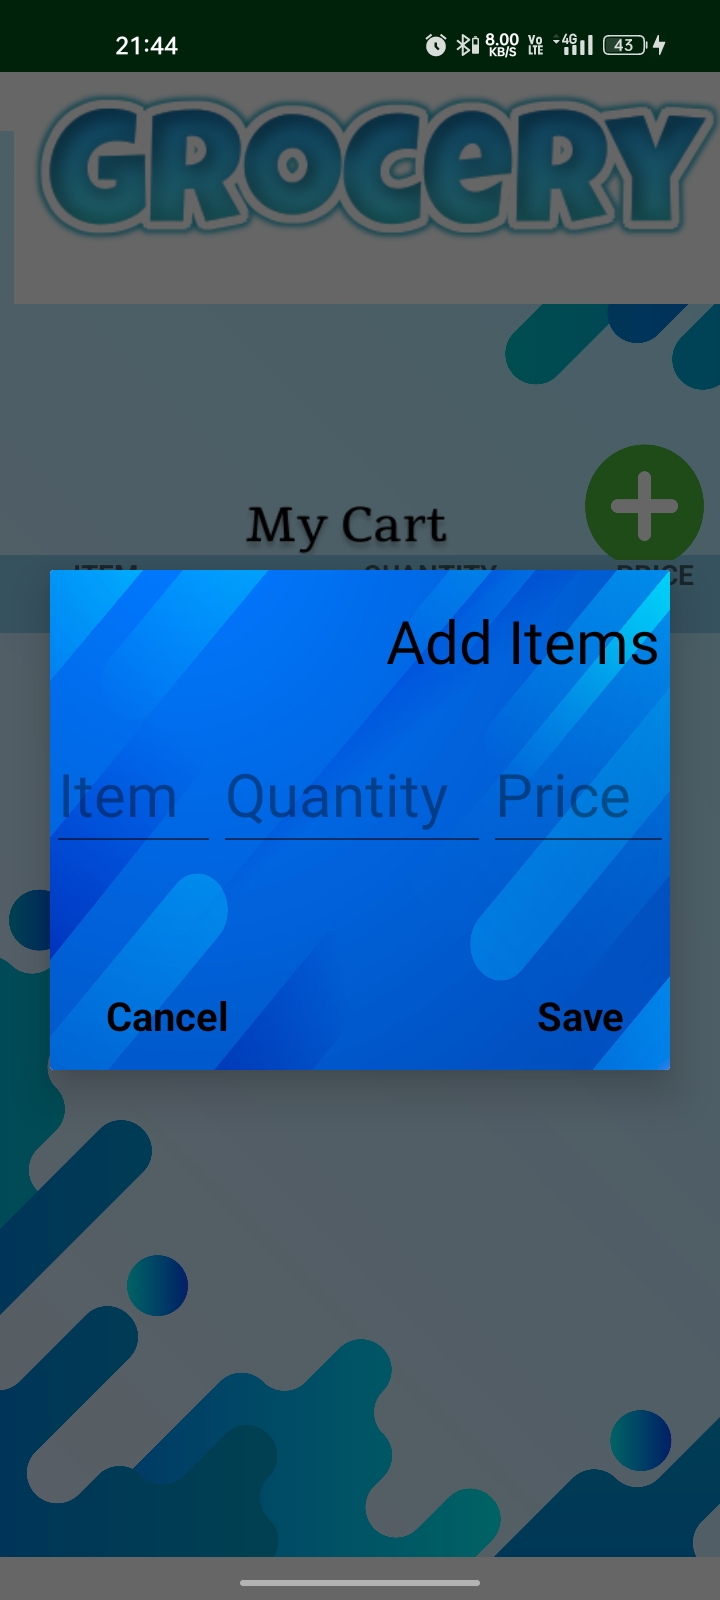 21:44 8.00 KB/S Vo LTE 4G 43
GROCERY
My Cart
ITEM QUANTITY PRICE
Add Items
Item Quantity Price
Cancel Save